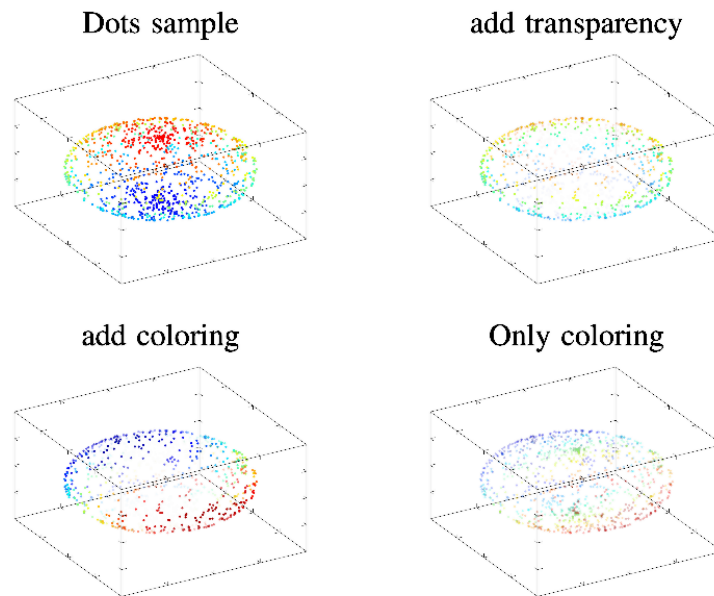 Dots sample
add transparency
add coloring
Only coloring